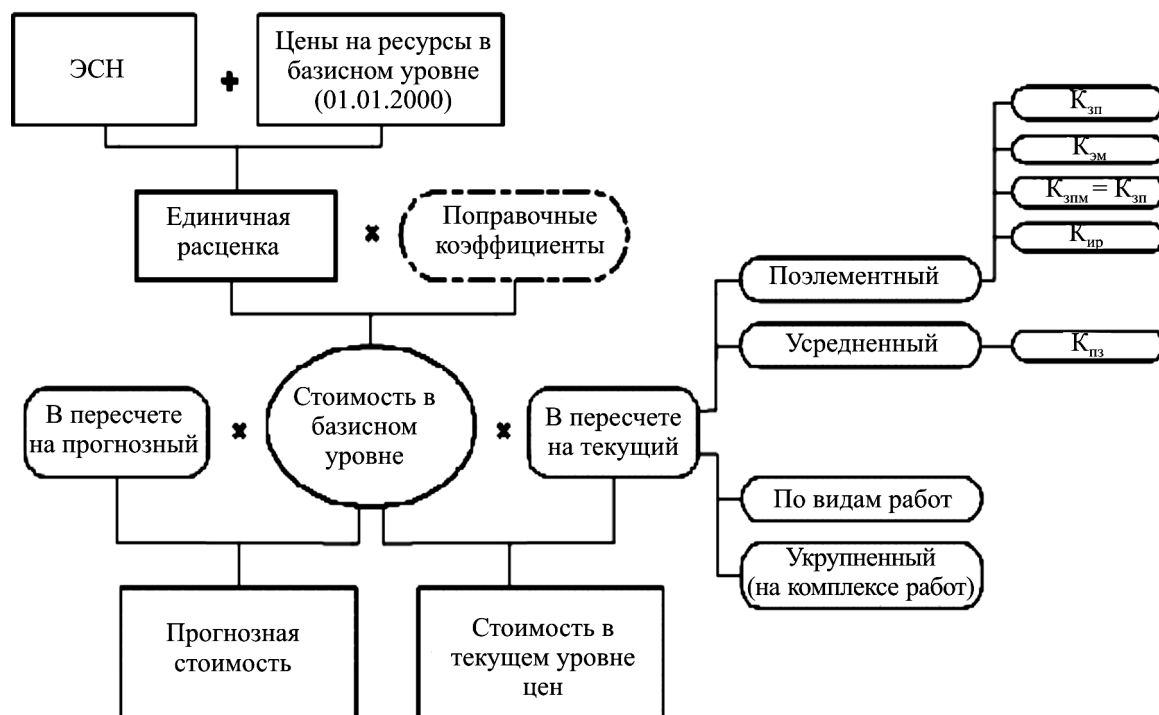 ЭСН
Цены на ресурсы в
базисном уровне
(01.01.2000)
Единичная
расценка
Поправочные
коэффициенты
В пересчете
на прогнозный
Стоимость в
базисном
уровне
В пересчете
на текущий
Прогнозная
стоимость
Стоимость в
текущем уровне
цен
Поэлементный
Усредненный
По видам работ
Укрупненный
(на комплексе работ)
Кзп
Кэм
Кзпм = Кзп
Кир
Кпз